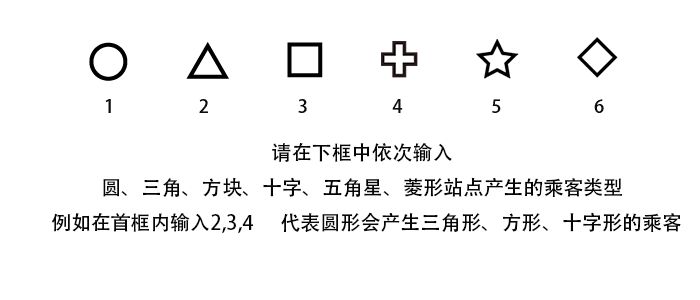 1 2 3 4 5 6
请在下框中依次输入
圆、三角、方块、十字、五角星、菱形站点产生的乘客类型
例如在首框内输入2,3,4 代表圆形会产生三角形、方形、十字形的乘客